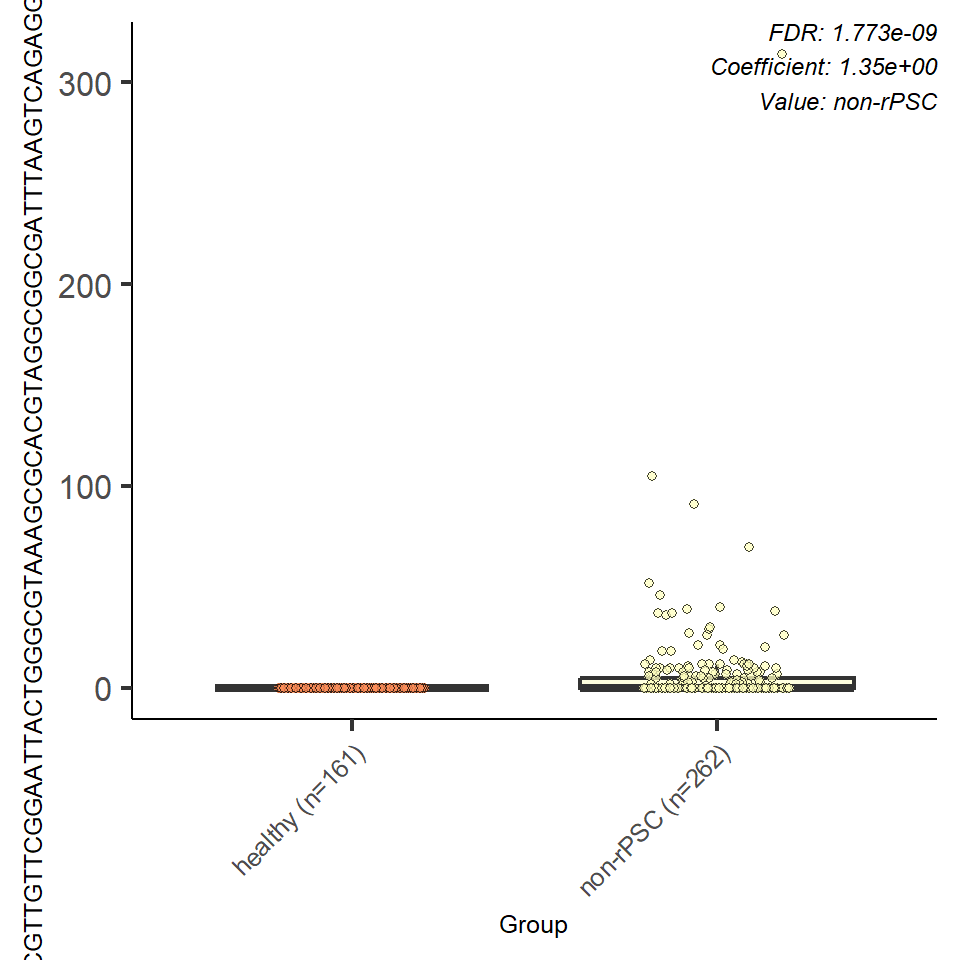 FDR: 1.773e-09
Coefficient: 1.35e+00
Value: non-rPSC
300
200
100
0
CGTTGTTCGGAATTACTGGGCGTAAAGCGCACGTAGGCGGCGATTTAAGTCAGAGG
healthy (n=161)
non-rPSC (n=262)
Group